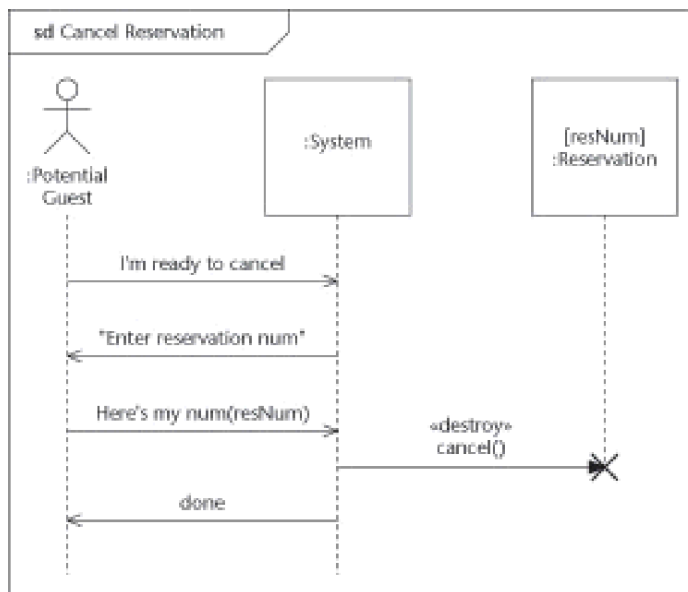 sd Cancel Reservation
:Potential
Guest
:System
[resNum]
:Reservation
I'm ready to cancel
"Enter reservation num"
Here's my num(resNum)
«destroy»
cancel()
done